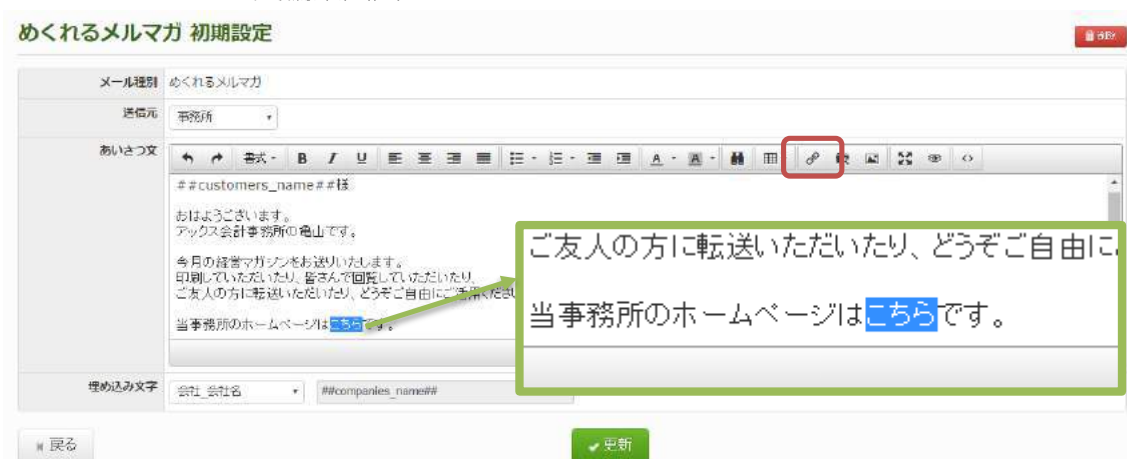 めくれるメルマガ 初期設定
メール種別 めくれるメルマガ
送信元 事務所
あいさつ文
書式 B I U A A
##customers_name##様
おはようございます。
アックス会計事務所の亀山です。
今月の経営マガジンをお送りいたします。
印刷していただいたり、皆さんで回覧していただいたり、
ご友人の方に転送いただいたり、どうぞご自由にご活用くださ
当事務所のホームページはこちらです。
ご友人の方に転送いただいたり、どうぞご自由に
当事務所のホームページはこちらです。
埋め込み文字 会社_会社名 ##companies_name##
戻る
更新